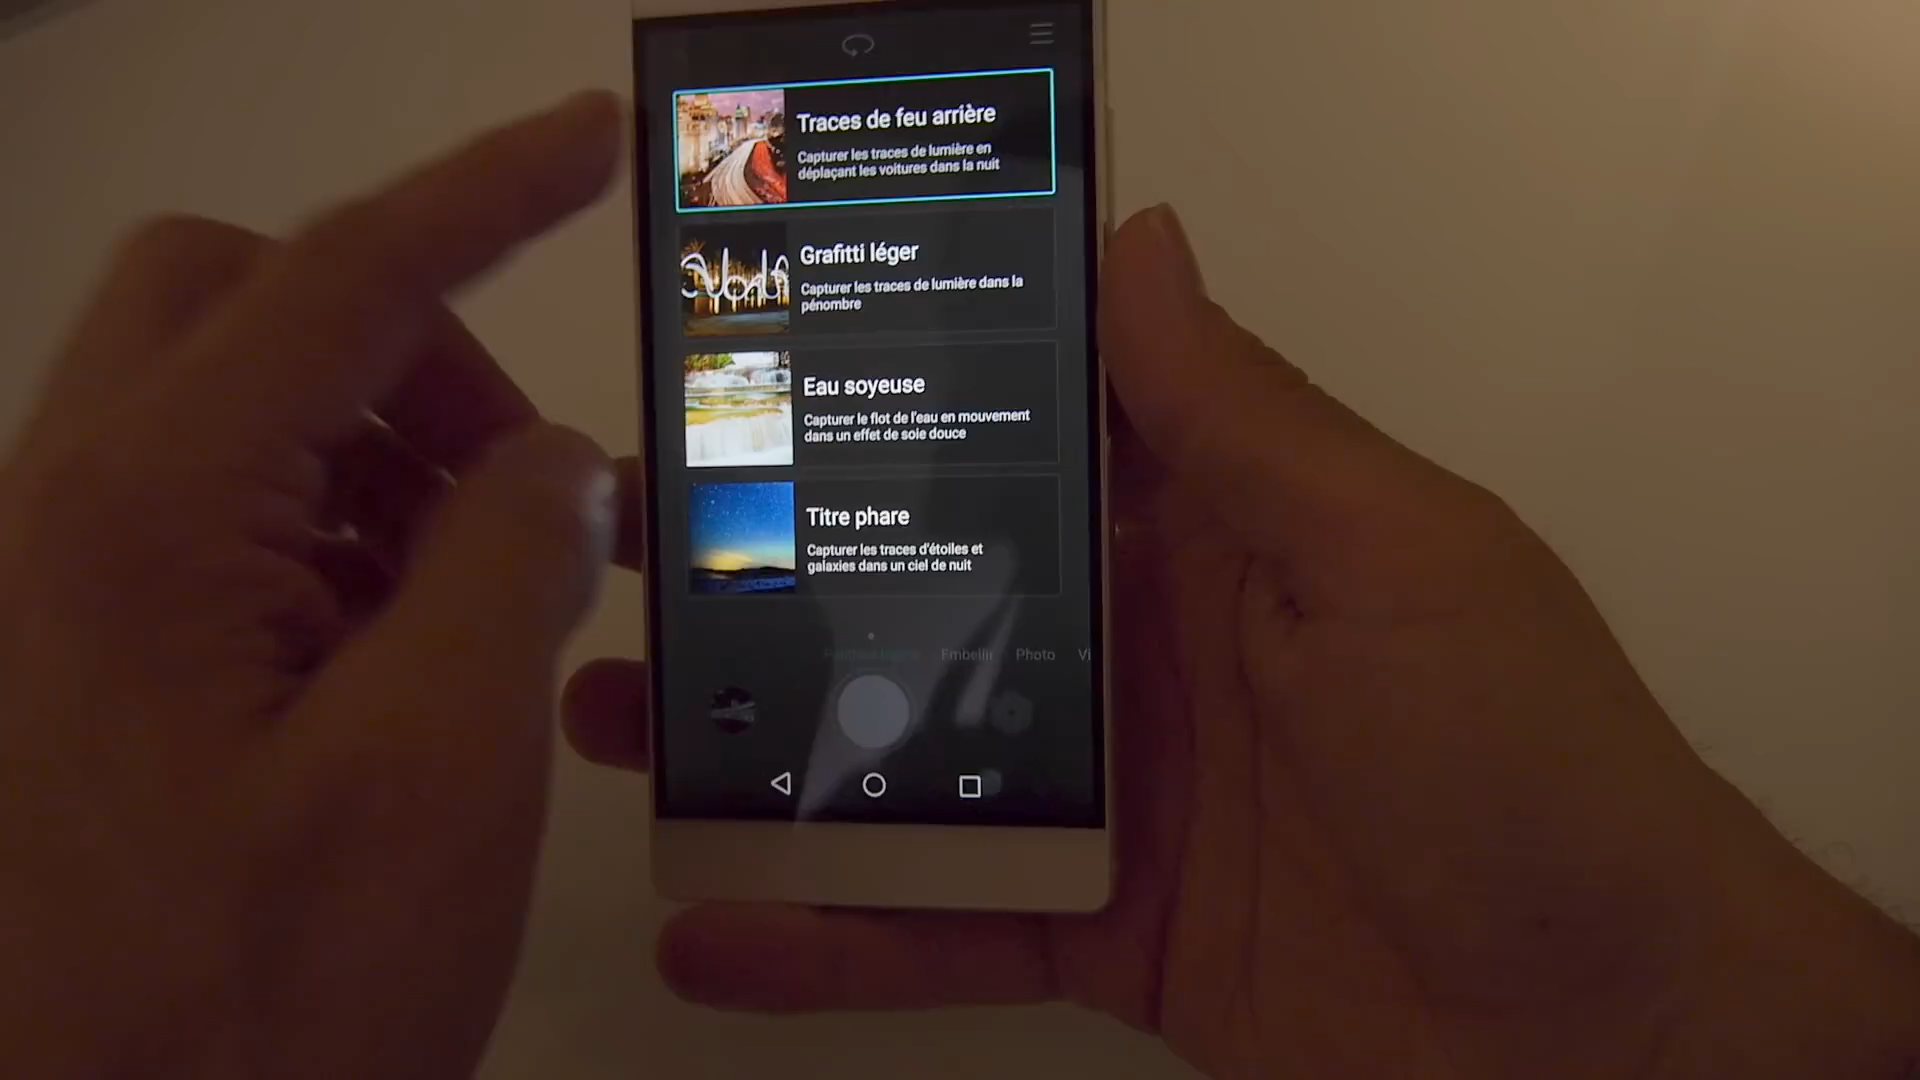 Traces de feu arrière
Capturer les traces de lumière en
déplaçant les voitures dans la nuit
Grafitti léger
Capturer les traces de lumière dans la
pénombre
Eau soyeuse
Capturer le flot de l'eau en mouvement
dans un effet de soie douce
Titre phare
Capturer les traces d'étoiles et
galaxies dans un ciel de nuit
Embellir Photo Vi